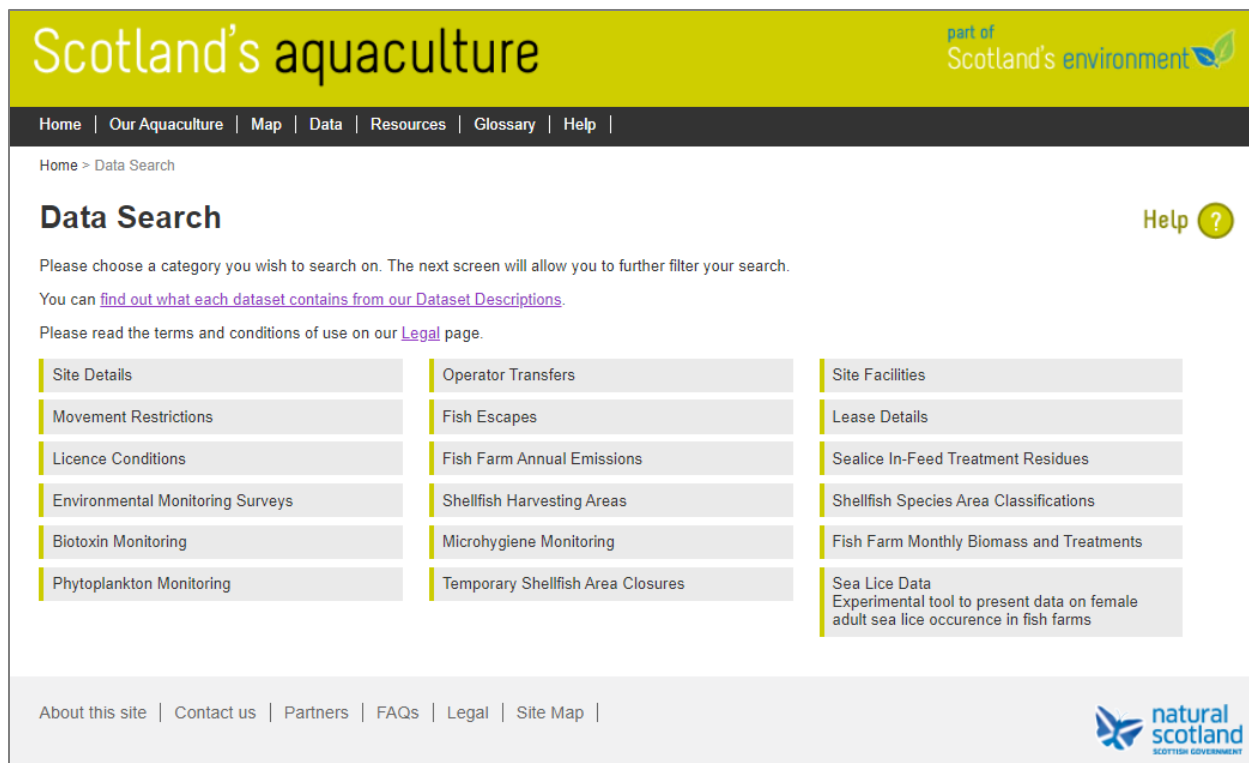 Scotland's aquaculture
part of
Scotland's environment
Home | Our Aquaculture | Map | Data | Resources | Glossary | Help |
Home > Data Search
Data Search
Help ?
Please choose a category you wish to search on. The next screen will allow you to further filter your search.
You can find out what each dataset contains from our Dataset Descriptions.
Please read the terms and conditions of use on our Legal page.
Site Details
Operator Transfers
Site Facilities
Movement Restrictions
Fish Escapes
Lease Details
Licence Conditions
Fish Farm Annual Emissions
Sealice In-Feed Treatment Residues
Environmental Monitoring Surveys
Shellfish Harvesting Areas
Shellfish Species Area Classifications
Biotoxin Monitoring
Microhygiene Monitoring
Fish Farm Monthly Biomass and Treatments
Phytoplankton Monitoring
Temporary Shellfish Area Closures
Sea Lice Data
Experimental tool to present data on female
adult sea lice occurence in fish farms
About this site | Contact us | Partners | FAQs | Legal | Site Map |
natural
scotland
SCOTTISH GOVERNMENT